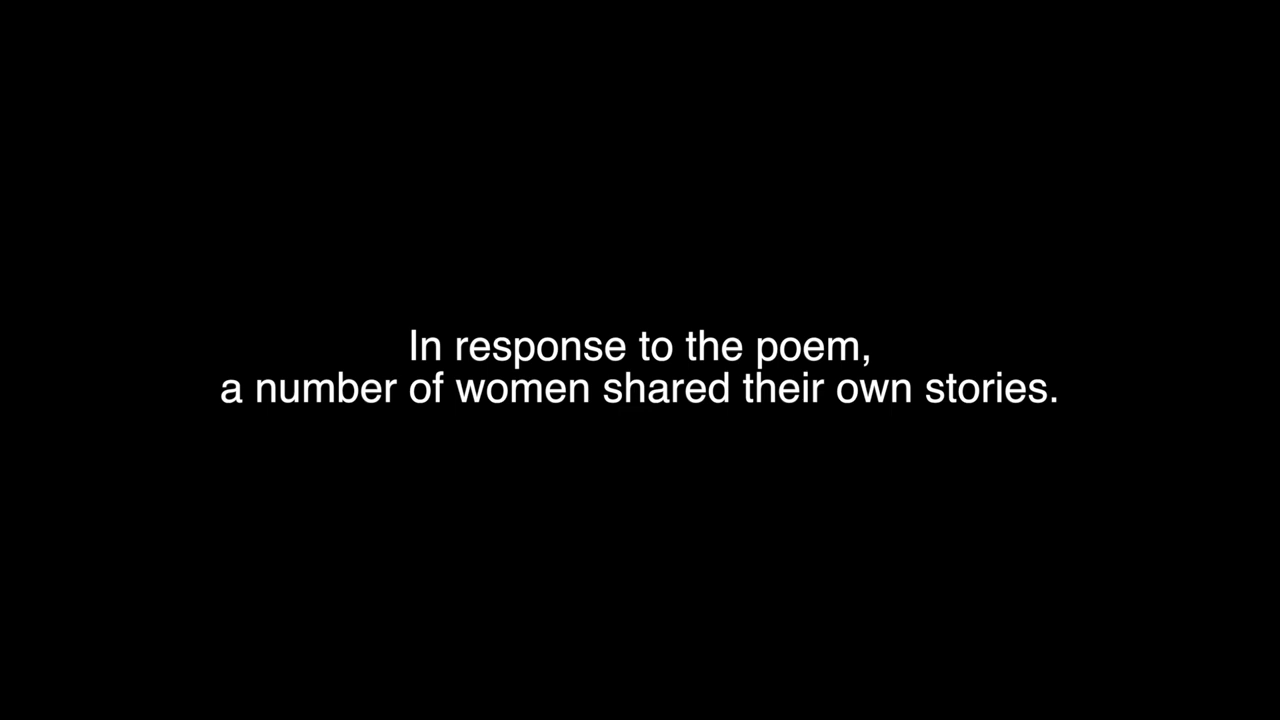 In response to the poem,
a number of women shared their own stories.